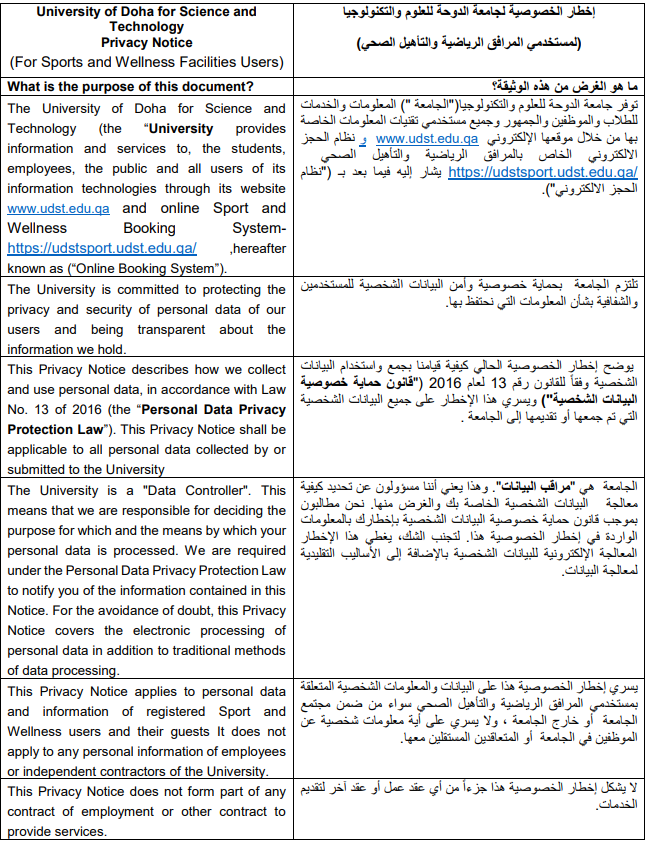 University of Doha for Science and
Technology
Privacy Notice
(For Sports and Wellness Facilities Users)
إخطار الخصوصية لجامعة الدوحة للعلوم والتكنولوجيا
(لمستخدمي المرافق الرياضية والتأهيل الصحي)
What is the purpose of this document?
ما هو الغرض من هذه الوثيقة؟
The University of Doha for Science and
Technology (the “University provides
information and services to, the students,
employees, the public and all users of its
information technologies through its website
www.udst.edu.qa and online Sport and
Wellness Booking System-
https://udstsport.udst.edu.qa/ ,hereafter
known as (“Online Booking System”).
توفر جامعة الدوحة للعلوم والتكنولوجيا("الجامعة ") المعلومات والخدمات
للطلاب والموظفين والجمهور وجميع مستخدمي تقنيات المعلومات الخاصة
بها من خلال موقعها الإلكتروني www.udst.edu.qa و نظام الحجز
الالكتروني الخاص بالمرافق الرياضية والتأهيل الصحي
https://udstsport.udst.edu.qa/ يشار إليه فيما بعد بـ ("نظام
الحجز الالكتروني").
The University is committed to protecting the
privacy and security of personal data of our
users and being transparent about the
information we hold.
تلتزم الجامعة بحماية خصوصية وأمن البيانات الشخصية للمستخدمين
والشفافية بشأن المعلومات التي نحتفظ بها.
This Privacy Notice describes how we collect
and use personal data, in accordance with Law
No. 13 of 2016 (the “Personal Data Privacy
Protection Law”). This Privacy Notice shall be
applicable to all personal data collected by or
submitted to the University
يوضح إخطار الخصوصية الحالي كيفية قيامنا بجمع واستخدام البيانات
الشخصية وفقاً للقانون رقم 13 لعام 2016 ("قانون حماية خصوصية
البيانات الشخصية") ويسري هذا الإخطار على جميع البيانات الشخصية
التي تم جمعها أو تقديمها إلى الجامعة .
The University is a "Data Controller". This
means that we are responsible for deciding the
purpose for which and the means by which your
personal data is processed. We are required
under the Personal Data Privacy Protection Law
to notify you of the information contained in this
Notice. For the avoidance of doubt, this Privacy
Notice covers the electronic processing of
personal data in addition to traditional methods
of data processing.
الجامعة هي "مراقب البيانات". وهذا يعني أننا مسؤولون عن تحديد كيفية
معالجة البيانات الشخصية الخاصة بك والغرض منها. نحن مطالبون
بموجب قانون حماية خصوصية البيانات الشخصية بإخطارك بالمعلومات
الواردة في إخطار الخصوصية هذا. لتجنب الشك، يغطي هذا الإخطار
المعالجة الإلكترونية للبيانات الشخصية بالإضافة إلى الأساليب التقليدية
لمعالجة البيانات.
This Privacy Notice applies to personal data
and information of registered Sport and
Wellness users and their guests It does not
apply to any personal information of employees
or independent contractors of the University.
يسري إخطار الخصوصية هذا على البيانات والمعلومات الشخصية المتعلقة
بمستخدمي المرافق الرياضية والتأهيل الصحي سواء من ضمن مجتمع
الجامعة أو خارج الجامعة ، ولا يسري على أية معلومات شخصية عن
الموظفين في الجامعة أو المتعاقدين المستقلين معها.
This Privacy Notice does not form part of any
contract of employment or other contract to
provide services.
لا يشكل إخطار الخصوصية هذا جزءاً من أي عقد عمل أو عقد آخر لتقديم
الخدمات.